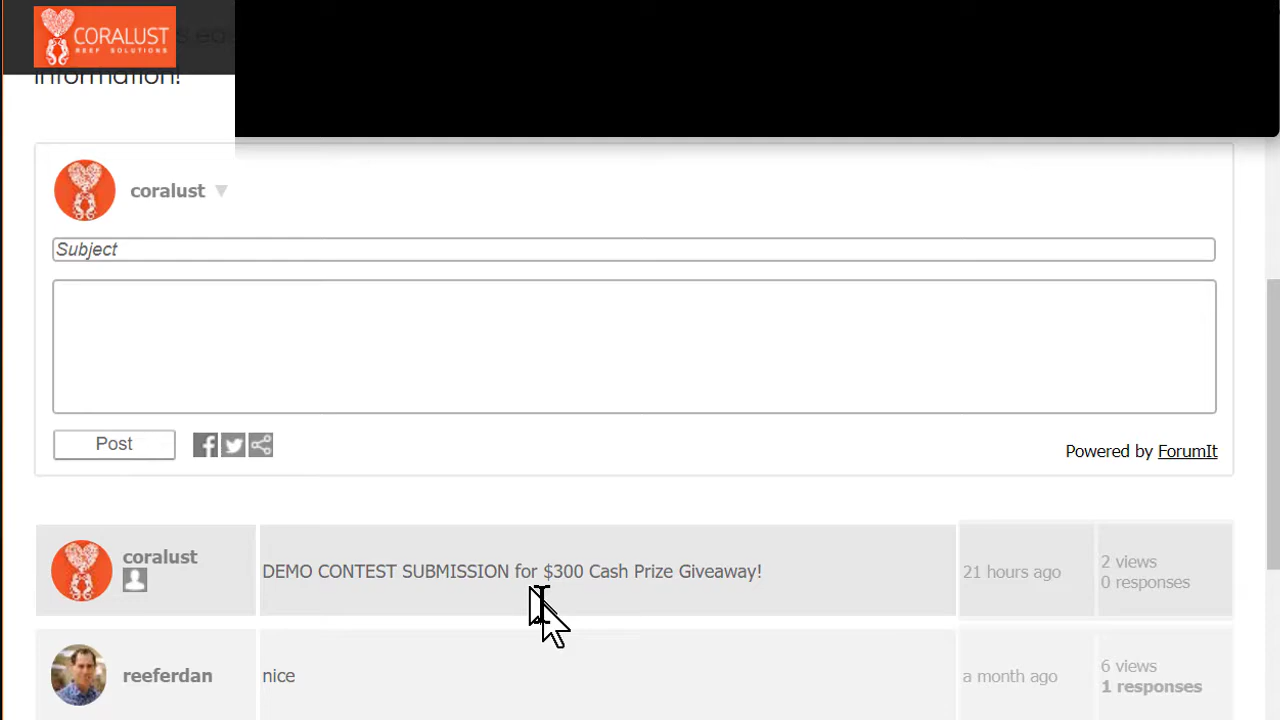 CORALUST
REEF SOLUTIONS
information!
coralust
Subject
Post
Powered by ForumIt
coralust
DEMO CONTEST SUBMISSION for $300 Cash Prize Giveaway!
21 hours ago
2 views
0 responses
reeferdan
nice
a month ago
6 views
1 responses